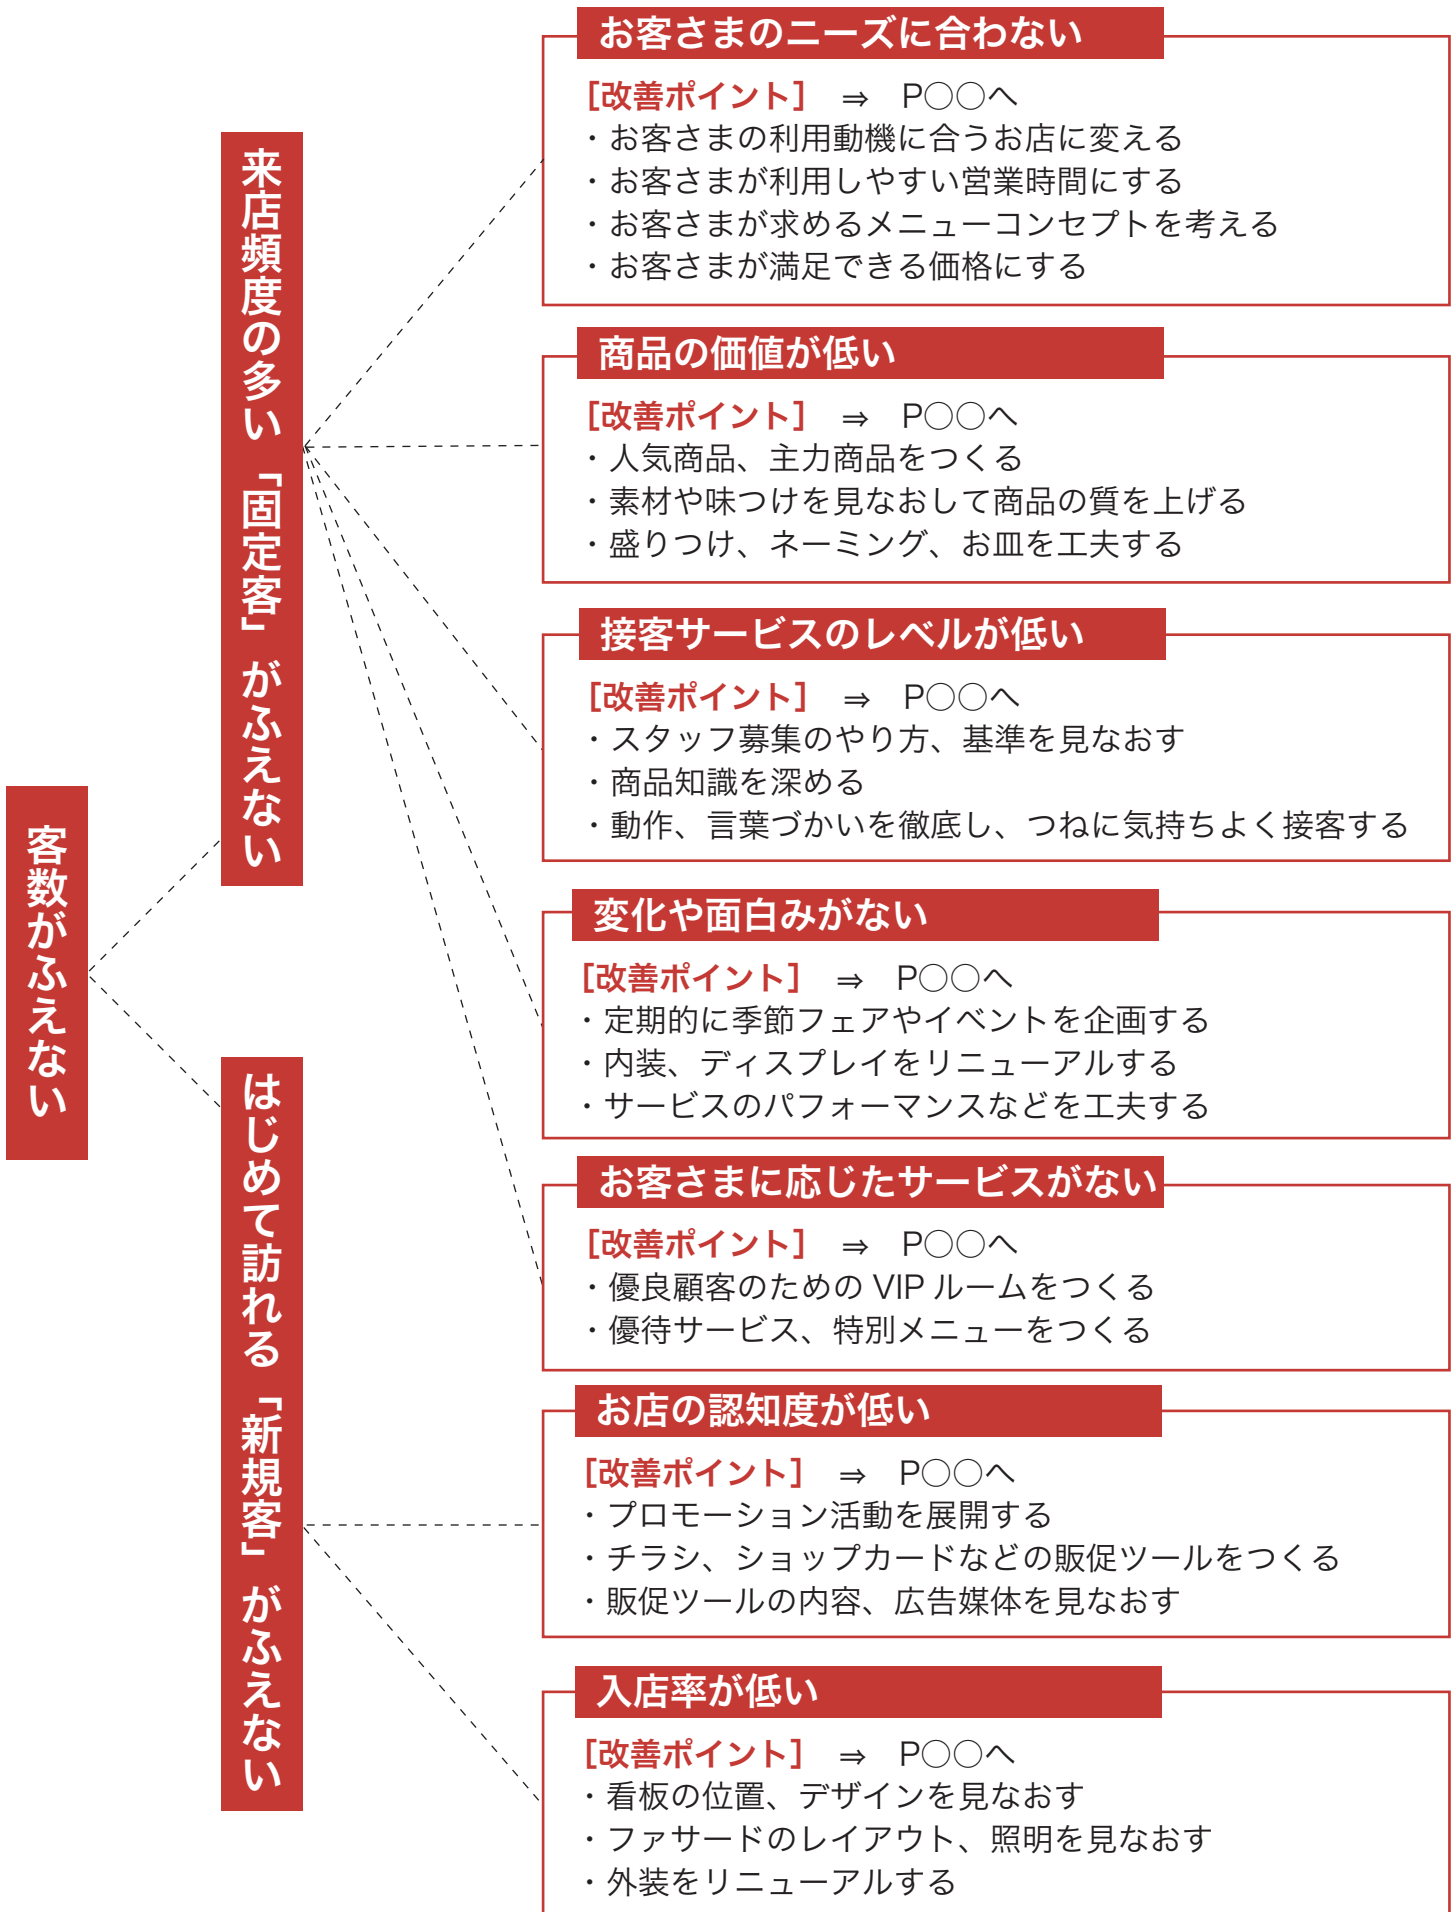 客数がふえない
来店頻度の多い「固定客」がふえない
お客さまのニーズに合わない
［改善ポイント］ ⇒ P○○へ
・お客さまの利用動機に合うお店に変える
・お客さまが利用しやすい営業時間にする
・お客さまが求めるメニューコンセプトを考える
・お客さまが満足できる価格にする
商品の価値が低い
［改善ポイント］ ⇒ P○○へ
・人気商品、主力商品をつくる
・素材や味つけを見なおして商品の質を上げる
・盛りつけ、ネーミング、お皿を工夫する
接客サービスのレベルが低い
［改善ポイント］ ⇒ P○○へ
・スタッフ募集のやり方、基準を見なおす
・商品知識を深める
・動作、言葉づかいを徹底し、つねに気持ちよく接客する
変化や面白みがない
［改善ポイント］ ⇒ P○○へ
・定期的に季節フェアやイベントを企画する
・内装、ディスプレイをリニューアルする
・サービスのパフォーマンスなどを工夫する
お客さまに応じたサービスがない
［改善ポイント］ ⇒ P○○へ
・優良顧客のための VIP ルームをつくる
・優待サービス、特別メニューをつくる
はじめて訪れる「新規客」がふえない
お店の認知度が低い
［改善ポイント］ ⇒ P○○へ
・プロモーション活動を展開する
・チラシ、ショップカードなどの販促ツールをつくる
・販促ツールの内容、広告媒体を見なおす
入店率が低い
［改善ポイント］ ⇒ P○○へ
・看板の位置、デザインを見なおす
・ファサードのレイアウト、照明を見なおす
・外装をリニューアルする